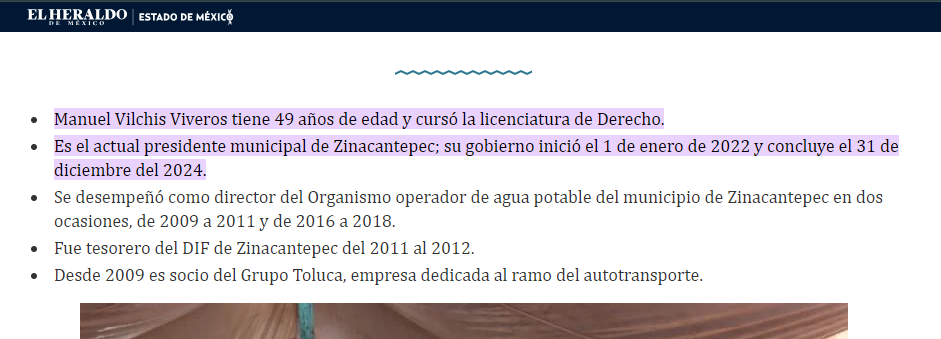 EL HERALDO
DE MÉXICO
ESTADO DE MÉXICO
Manuel Vilchis Viveros tiene 49 años de edad y cursó la licenciatura de Derecho.
Es el actual presidente municipal de Zinacantepec; su gobierno inició el 1 de enero de 2022 y concluye el 31 de
diciembre del 2024.
Se desempeñó como director del Organismo operador de agua potable del municipio de Zinacantepec en dos
ocasiones, de 2009 a 2011 y de 2016 a 2018.
Fue tesorero del DIF de Zinacantepec del 2011 al 2012.
Desde 2009 es socio del Grupo Toluca, empresa dedicada al ramo del autotransporte.